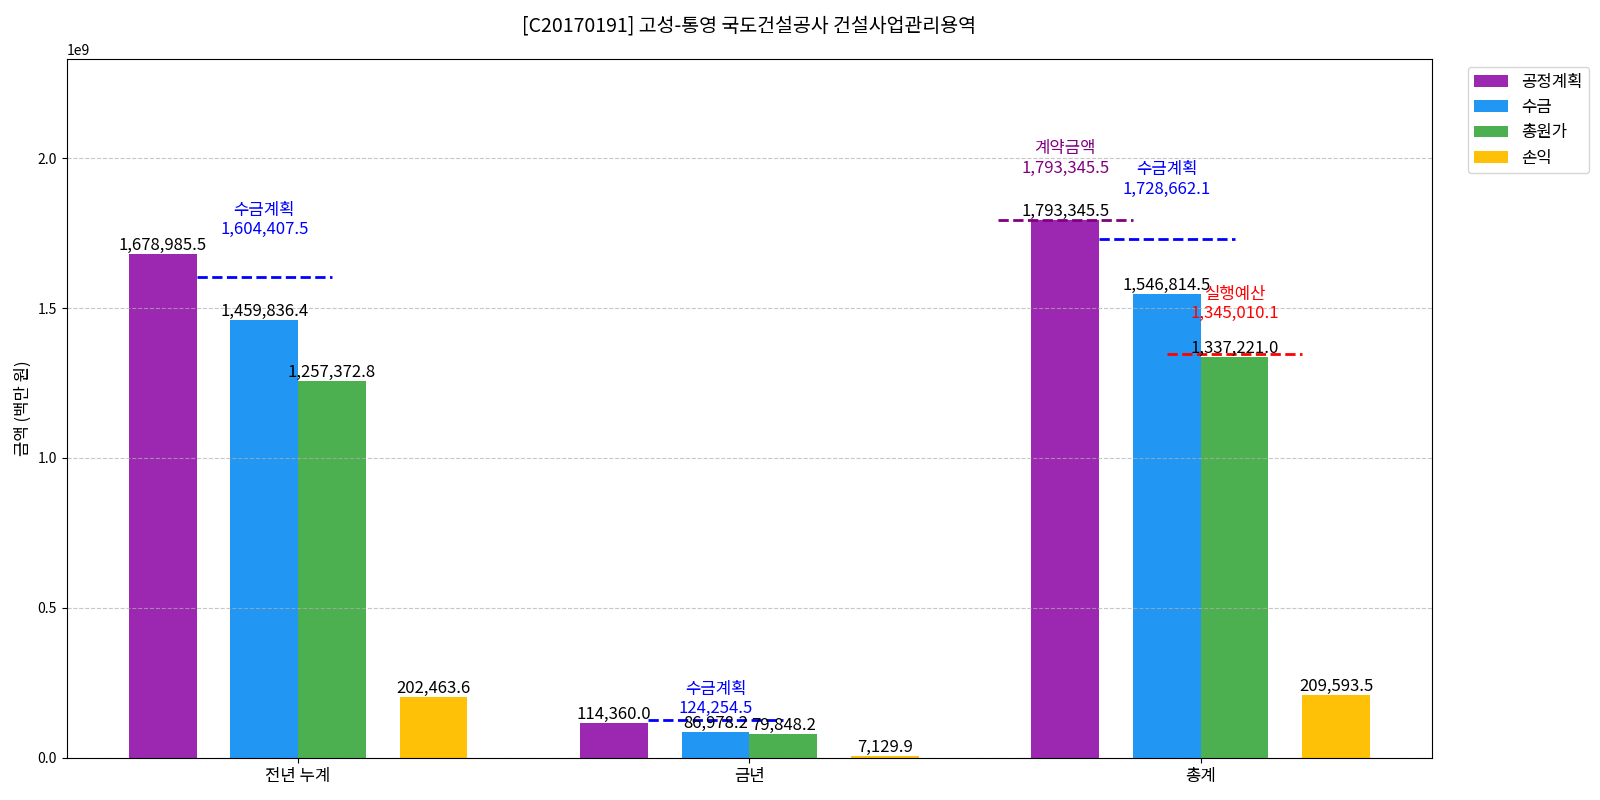 [C20170191] 고성-통영 국도건설공사 건설사업관리용역
1e9
공정계획
수금
총원가
손익
금액 (백만 원)
2.0
1.5
1.0
0.5
0.0
1,678,985.5
수금계획
1,604,407.5
1,459,836.4
1,257,372.8
202,463.6
114,360.0
수금계획
124,254.5
86,978.2
79,848.2
7,129.9
계약금액
1,793,345.5
1,793,345.5
수금계획
1,728,662.1
1,546,814.5
실행예산
1,345,010.1
1,337,221.0
209,593.5
전년 누계
금년
총계